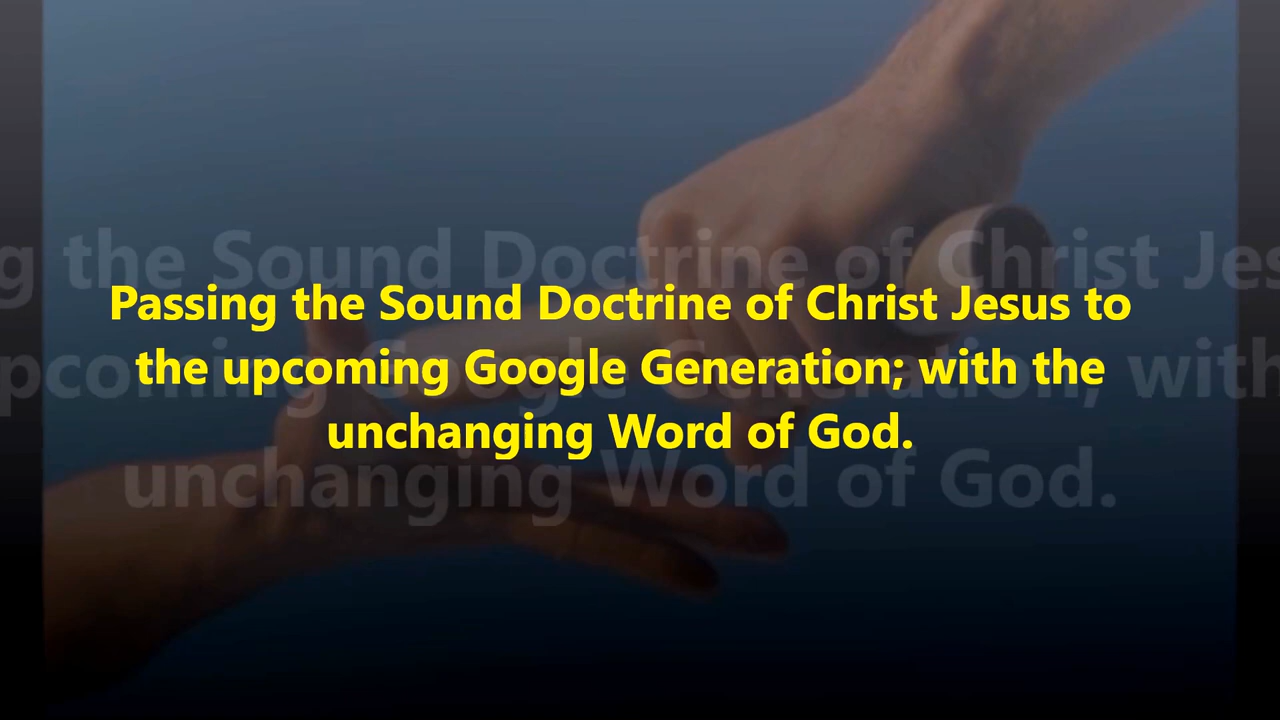 Passing the Sound Doctrine of Christ Jesus to
the upcoming Google Generation; with the
unchanging Word of God.